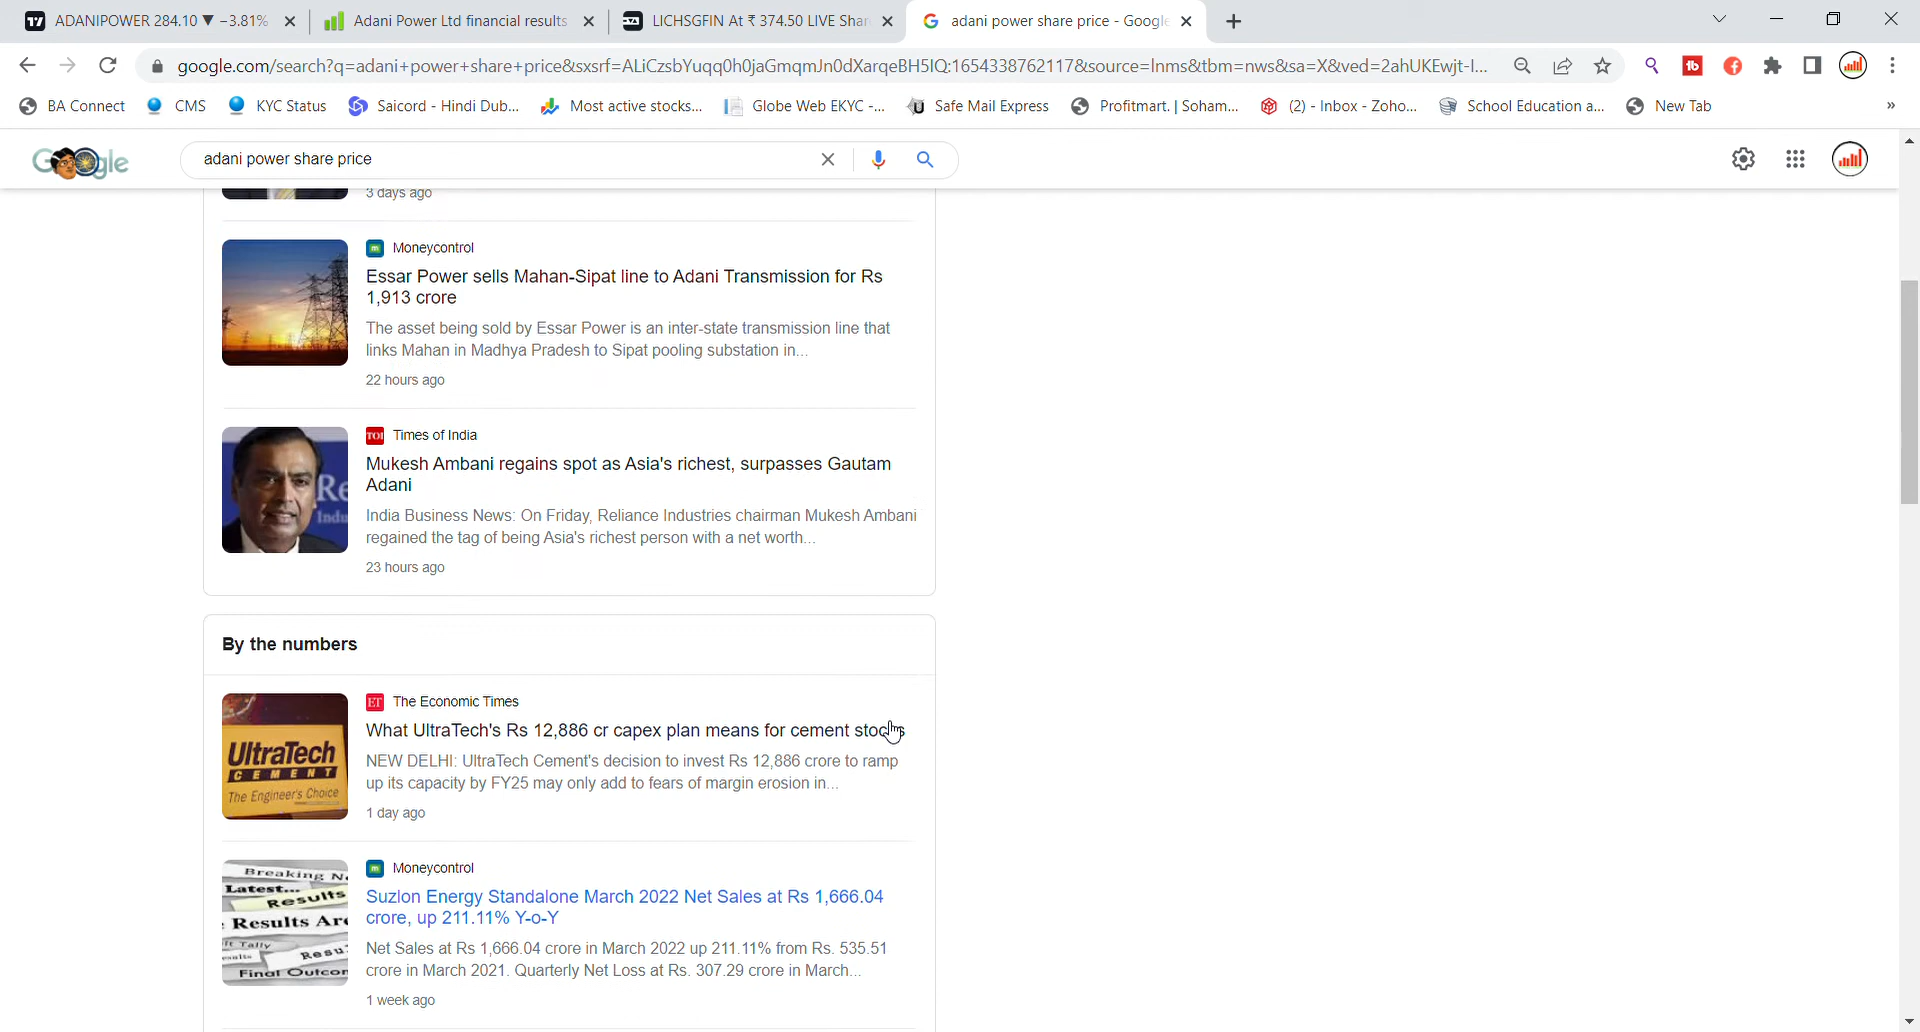 ADANIPOWER 284.10 ▼ −3.81%
Adani Power Ltd financial results
LICHSGFIN At ₹ 374.50 LIVE Shar
adani power share price - Google
google.com/search?q=adani+power+share+price&sxsrf=ALiCzsbYuqq0h0jaGmqmJn0dXarqeBH5IQ:1654338762117&source=lnms&tbm=nws&sa=X&ved=2ahUKEwjt-I...
BA Connect
CMS
KYC Status
Saicord - Hindi Dub...
Most active stocks...
Globe Web EKYC -...
Safe Mail Express
Profitmart. | Soham...
(2) - Inbox - Zoho...
School Education a...
New Tab
»
adani power share price
3 days ago
Moneycontrol
Essar Power sells Mahan-Sipat line to Adani Transmission for Rs
1,913 crore
The asset being sold by Essar Power is an inter-state transmission line that
links Mahan in Madhya Pradesh to Sipat pooling substation in...
22 hours ago
TOI Times of India
Mukesh Ambani regains spot as Asia's richest, surpasses Gautam
Adani
India Business News: On Friday, Reliance Industries chairman Mukesh Ambani
regained the tag of being Asia's richest person with a net worth...
23 hours ago
By the numbers
ET The Economic Times
What UltraTech's Rs 12,886 cr capex plan means for cement stocks
NEW DELHI: UltraTech Cement's decision to invest Rs 12,886 crore to ramp
up its capacity by FY25 may only add to fears of margin erosion in...
1 day ago
UltraTech
CEMENT
The Engineer's Choice
Moneycontrol
Suzlon Energy Standalone March 2022 Net Sales at Rs 1,666.04
crore, up 211.11% Y-o-Y
Net Sales at Rs 1,666.04 crore in March 2022 up 211.11% from Rs. 535.51
crore in March 2021. Quarterly Net Loss at Rs. 307.29 crore in March...
1 week ago
Breaking
Latest...
Results
Results
Final